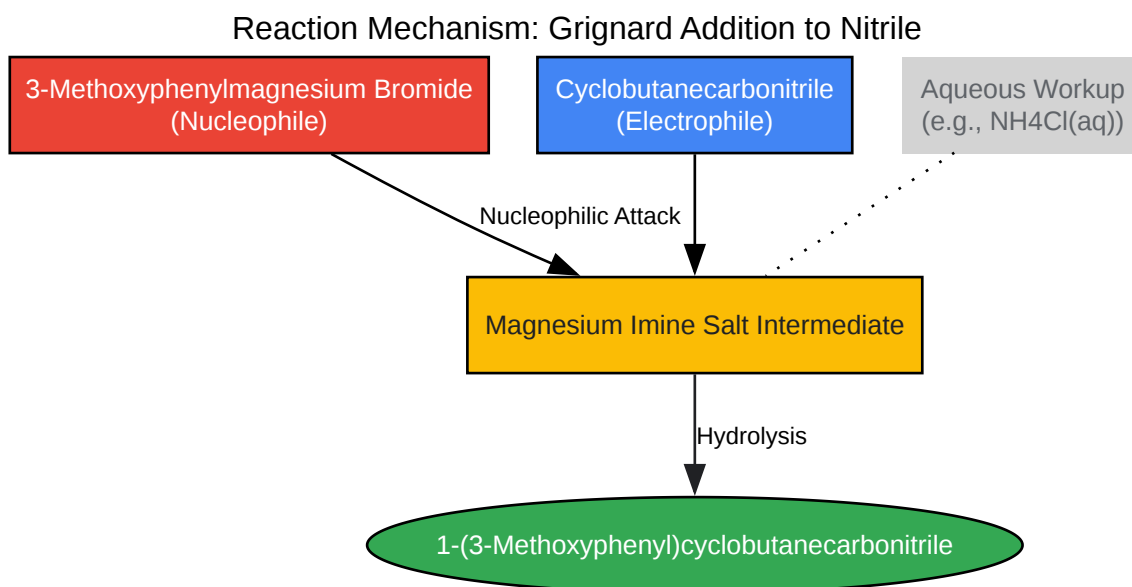 Reaction Mechanism: Grignard Addition to Nitrile
3-Methoxyphenylmagnesium Bromide
(Nucleophile)
Cyclobutanecarbonitrile
(Electrophile)
Aqueous Workup
(e.g., NH4Cl(aq))
Nucleophilic Attack
Magnesium Imine Salt Intermediate
Hydrolysis
1-(3-Methoxyphenyl)cyclobutanecarbonitrile